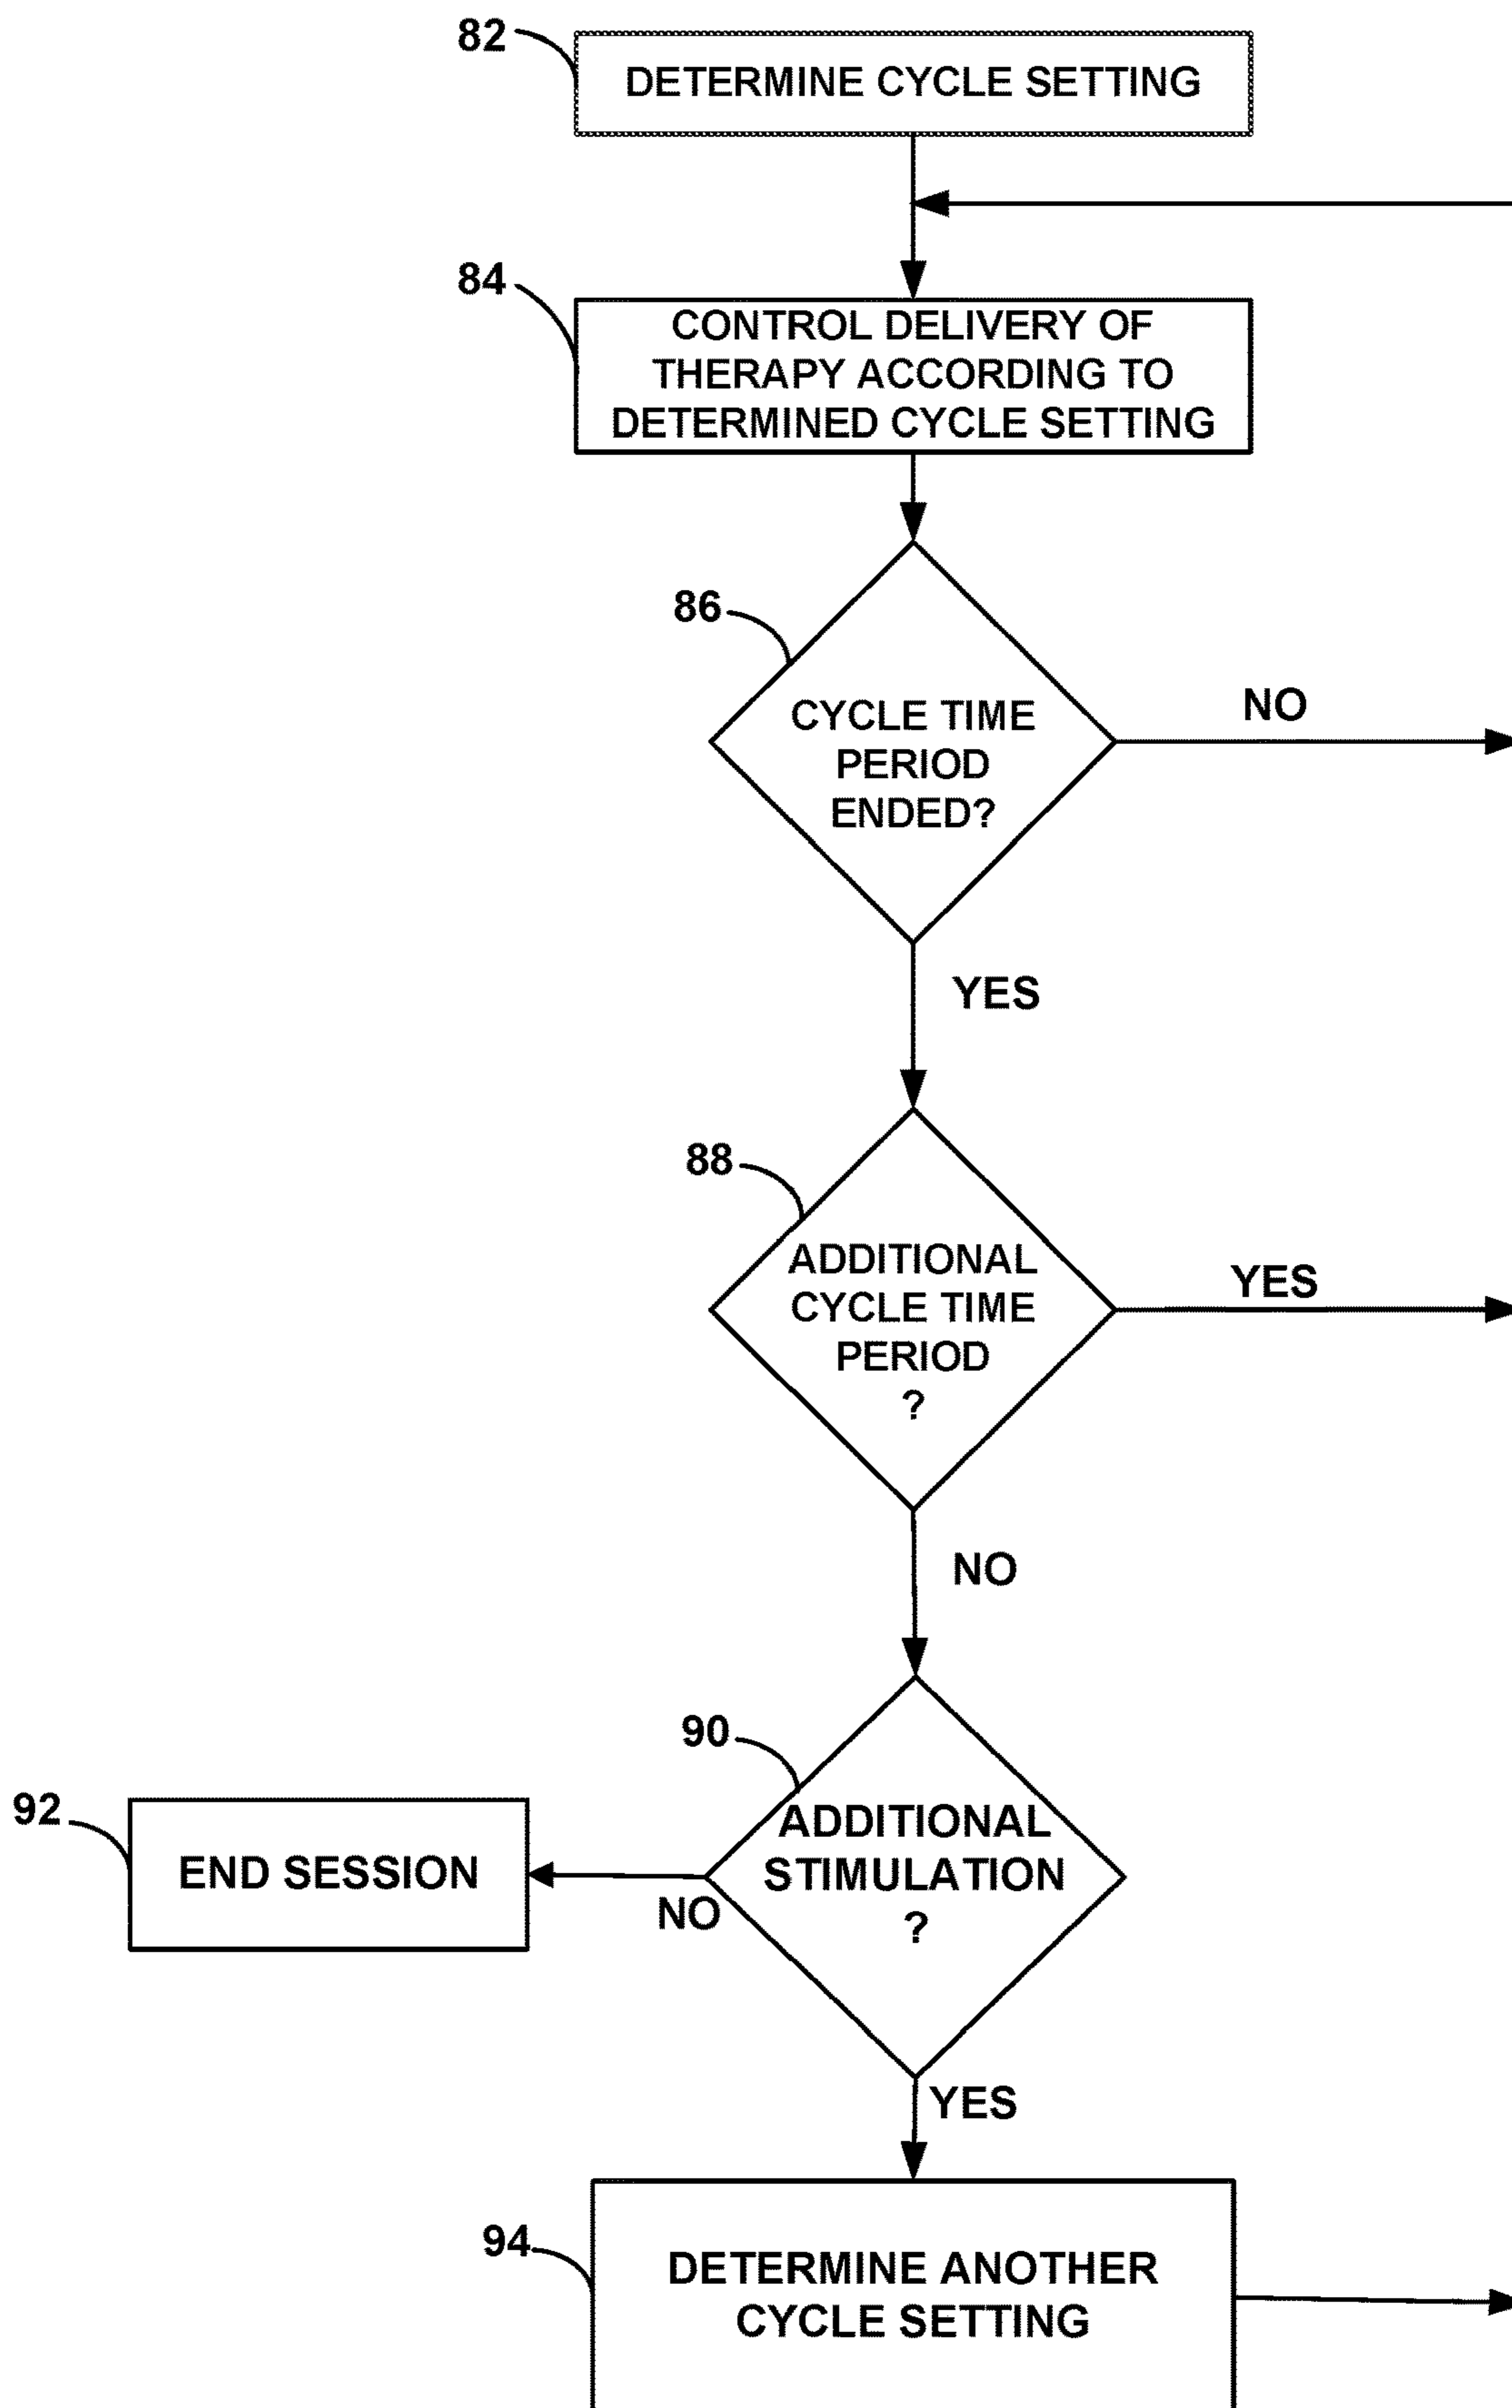 82
DETERMINE CYCLE SETTING
84
CONTROL DELIVERY OF
THERAPY ACCORDING TO
DETERMINED CYCLE SETTING
86
CYCLE TIME
PERIOD
ENDED?
NO
YES
88
ADDITIONAL
CYCLE TIME
PERIOD
?
YES
NO
90
ADDITIONAL
STIMULATION
?
92
END SESSION
NO
YES
94
DETERMINE ANOTHER
CYCLE SETTING